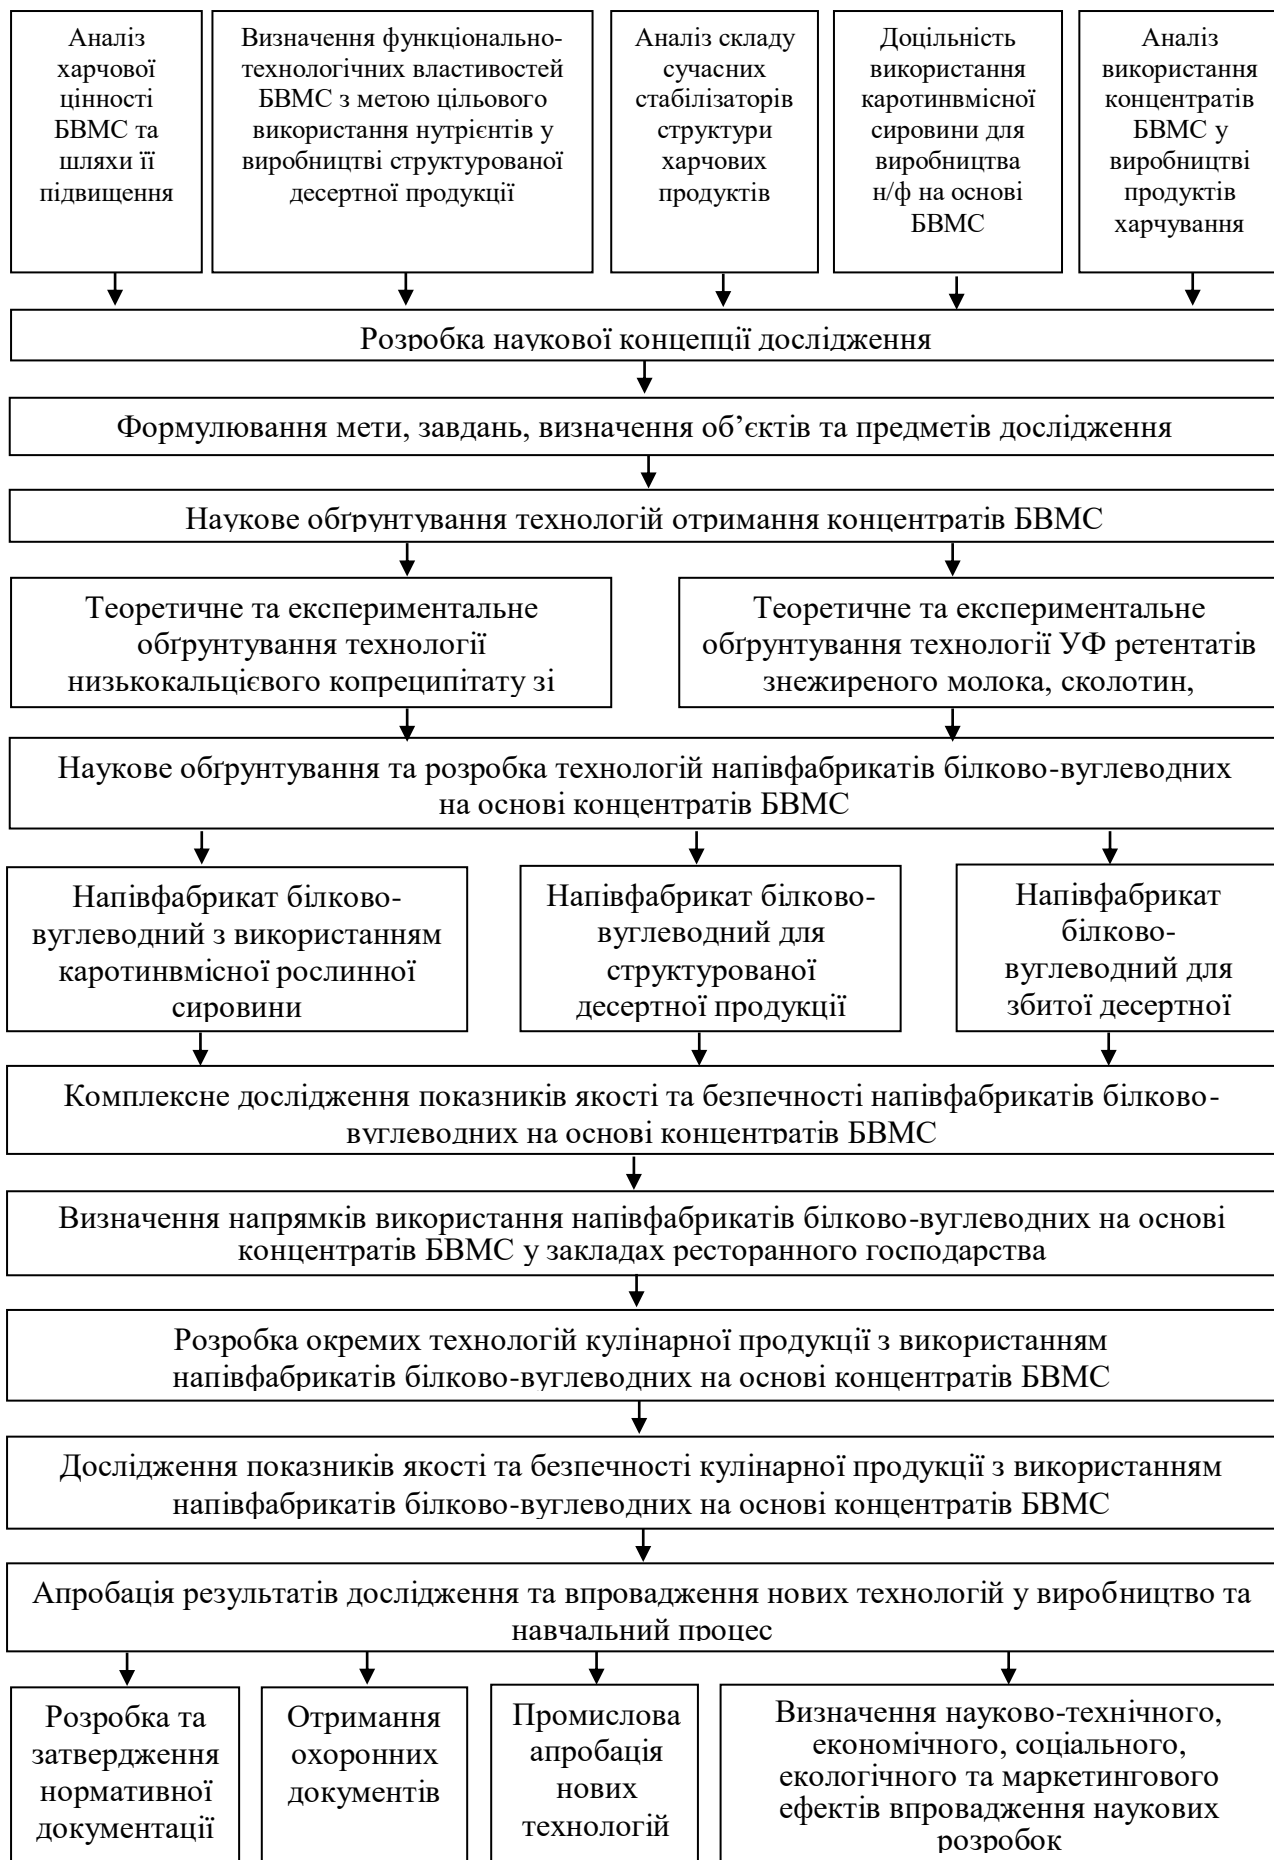 Аналіз
харчової
цінності
БВМС та
шляхи її
підвищення
Визначення функціонально-
технологічних властивостей
БВМС з метою цільового
використання нутрієнтів у
виробництві структурованої
десертної продукції
Аналіз складу
сучасних
стабілізаторів
структури
харчових
продуктів
Доцільність
використання
каротинвмісної
сировини для
виробництва
н/ф на основі
БВМС
Аналіз
використання
концентратів
БВМС у
виробництві
продуктів
харчування
Розробка наукової концепції дослідження
Формулювання мети, завдань, визначення об’єктів та предметів дослідження
Наукове обґрунтування технологій отримання концентратів БВМС
Теоретичне та експериментальне
обґрунтування технології
низькокальцієвого копреципітату зі
Теоретичне та експериментальне
обґрунтування технології УФ ретентатів
знежиреного молока, сколотин,
Наукове обґрунтування та розробка технологій напівфабрикатів білково-вуглеводних
на основі концентратів БВМС
Напівфабрикат білково-
вуглеводний з використанням
каротинвмісної рослинної
сировини
Напівфабрикат білково-
вуглеводний для
структурованої
десертної продукції
Напівфабрикат
білково-
вуглеводний для
збитої десертної
Комплексне дослідження показників якості та безпечності напівфабрикатів білково-
вуглеводних на основі концентратів БВМС
Визначення напрямків використання напівфабрикатів білково-вуглеводних на основі
концентратів БВМС у закладах ресторанного господарства
Розробка окремих технологій кулінарної продукції з використанням
напівфабрикатів білково-вуглеводних на основі концентратів БВМС
Дослідження показників якості та безпечності кулінарної продукції з використанням
напівфабрикатів білково-вуглеводних на основі концентратів БВМС
Апробація результатів дослідження та впровадження нових технологій у виробництво та
навчальний процес
Розробка та
затвердження
нормативної
документації
Отримання
охоронних
документів
Промислова
апробація
нових
технологій
Визначення науково-технічного,
економічного, соціального,
екологічного та маркетингового
ефектів впровадження наукових
розробок